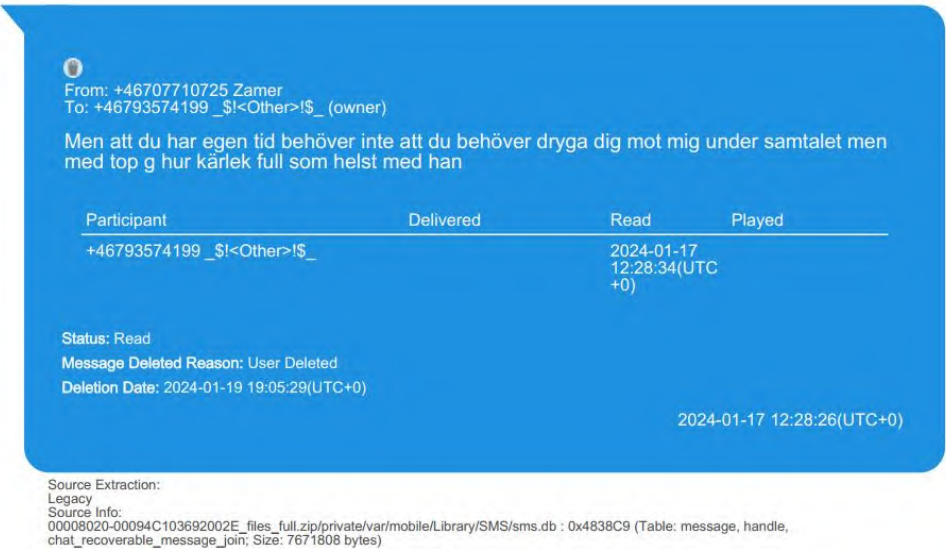 From: +46707710725 Zamer
To: +46793574199 _$!<Other>!$_ (owner)
Men att du har egen tid behöver inte att du behöver dryga dig mot mig under samtalet men
med top g hur kärlek full som helst med han
Participant Delivered Read Played
+46793574199 _$!<Other>!$_ 2024-01-17
12:28:34(UTC
+0)
Status: Read
Message Deleted Reason: User Deleted
Deletion Date: 2024-01-19 19:05:29(UTC+0)
2024-01-17 12:28:26(UTC+0)
Source Extraction:
Legacy
Source Info:
00008020-00094C103692002E_files_full.zip/private/var/mobile/Library/SMS/sms.db : 0x4838C9 (Table: message, handle,
chat_recoverable_message_join; Size: 7671808 bytes)